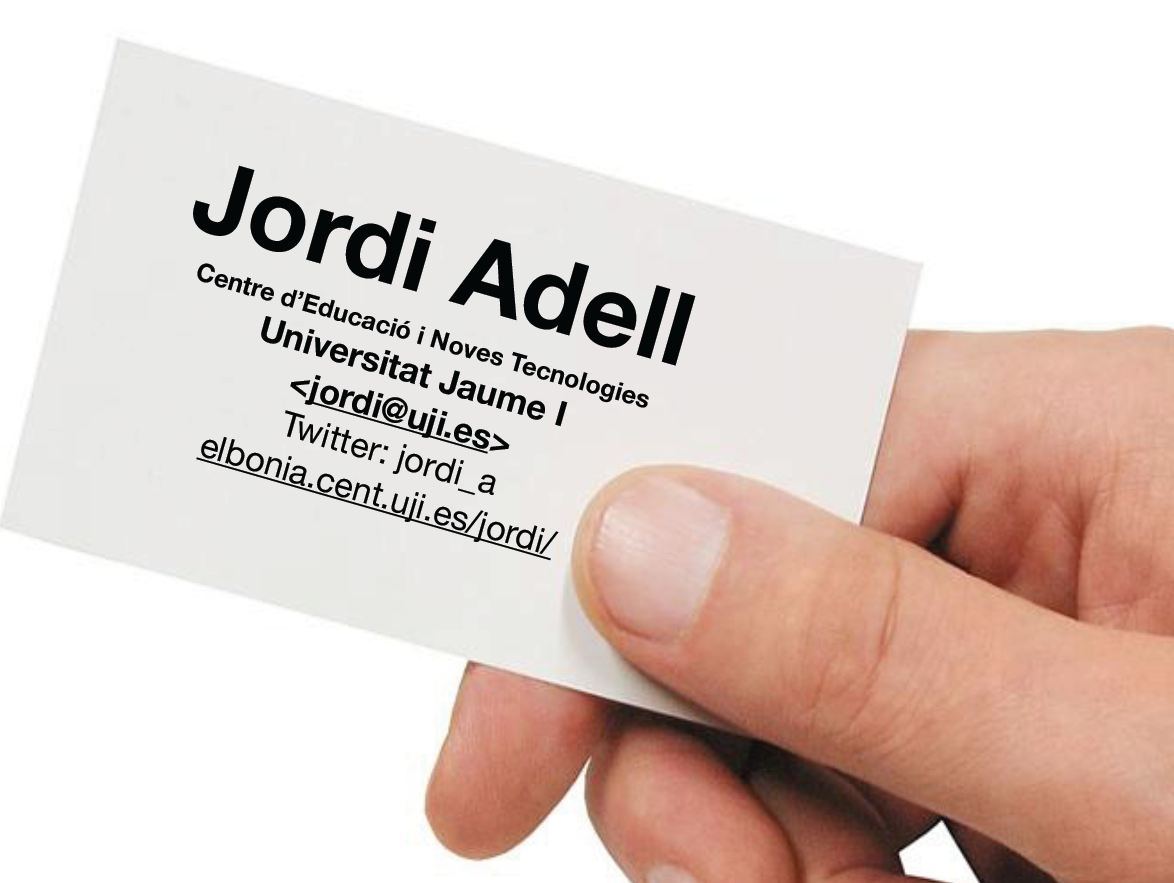 Jordi Adell
Centre d’Educació i Noves Tecnologies
Universitat Jaume I
<jordi@uji.es>
Twitter: jordi_a
elbonia.cent.uji.es/jordi/